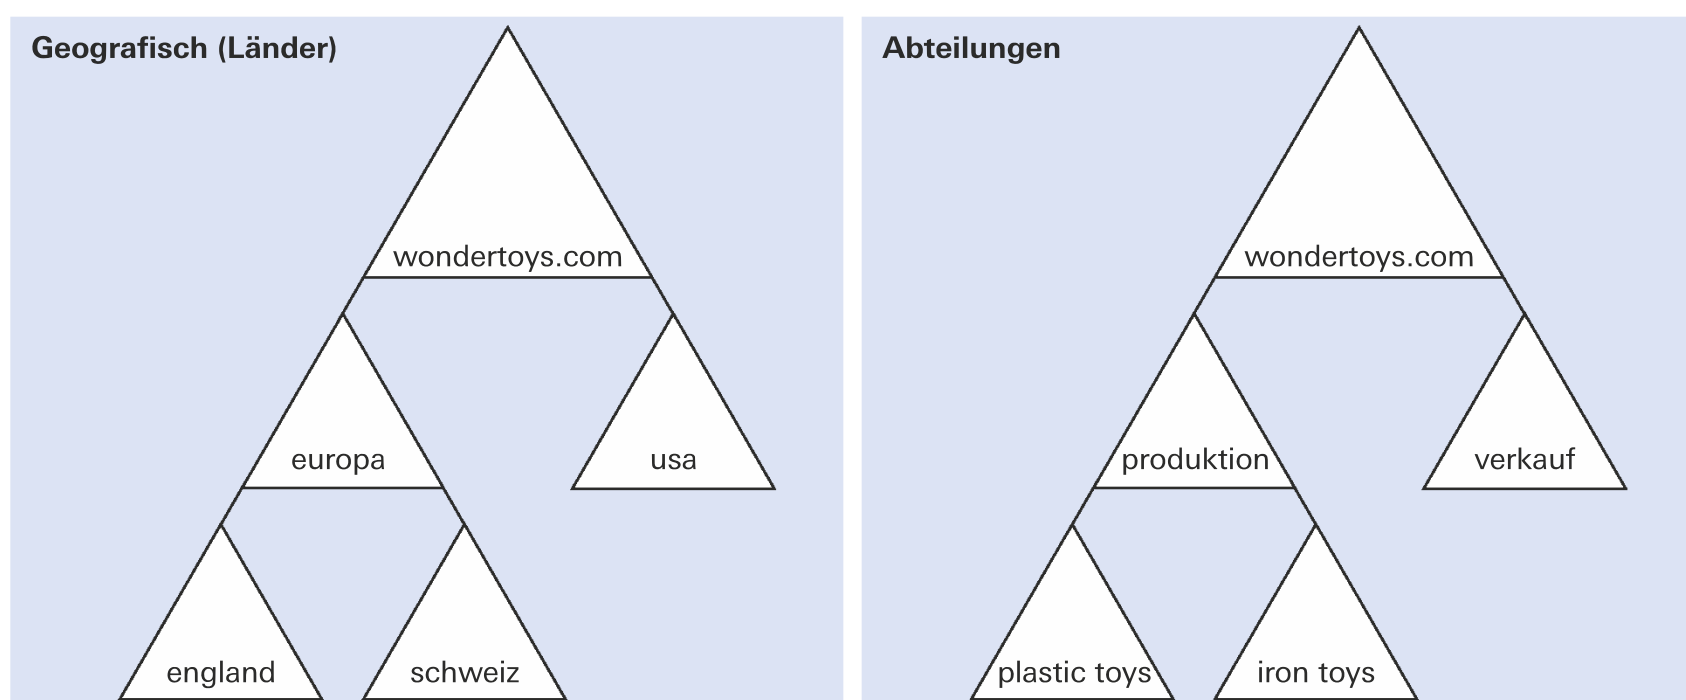 Geografisch (Länder)
wondertoys.com
europa
usa
england
schweiz
Abteilungen
wondertoys.com
produktion
verkauf
plastic toys
iron toys